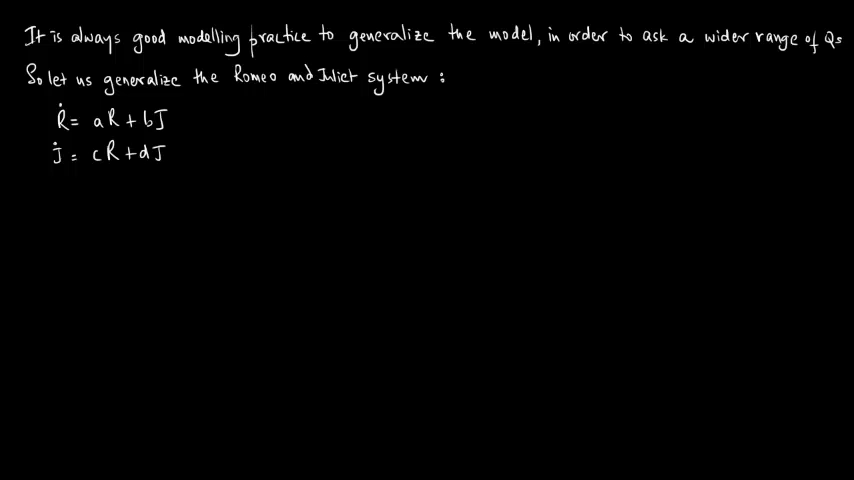 It is always good modelling practice to generalize the model, in order to ask a wider range of Qs
So let us generalize the Romeo and Juliet system :
Ṙ = aR + bJ
J̇ = cR + dJ